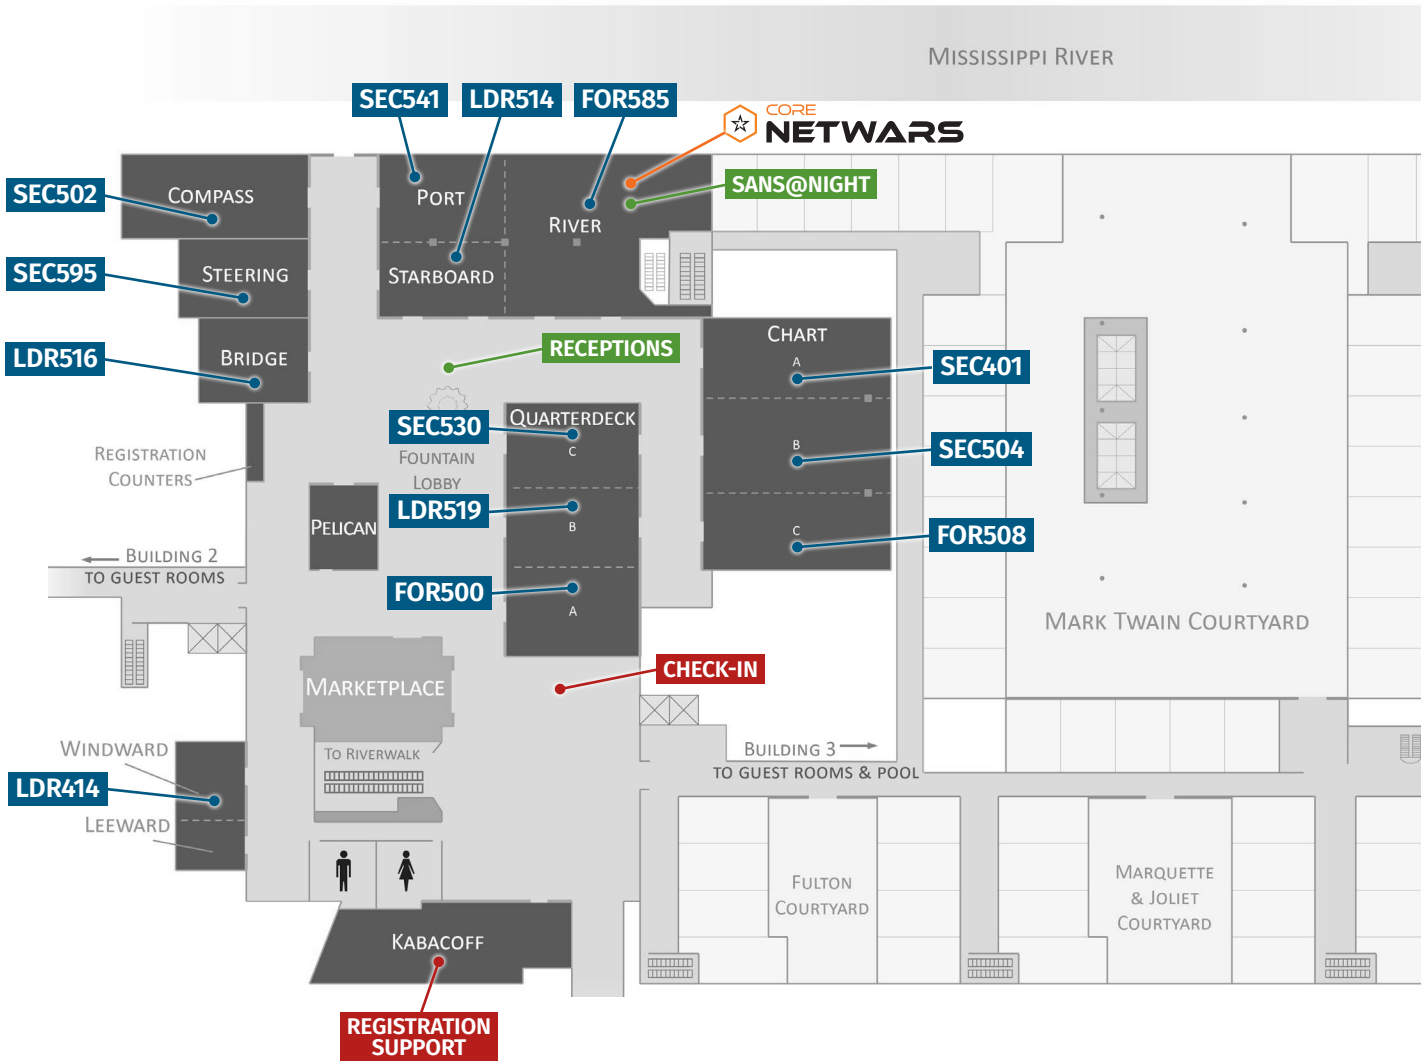 MISSISSIPPI RIVER
SEC541
LDR514
FOR585
CORE
NETWARS
SANS@NIGHT
SEC502
COMPASS
PORT
RIVER
SEC595
STEERING
STARBOARD
LDR516
BRIDGE
RECEPTIONS
CHART
A
SEC401
QUARTERDECK
SEC530
C
FOUNTAIN
LOBBY
B
SEC504
REGISTRATION
COUNTERS
LDR519
B
PELICAN
C
FOR508
BUILDING 2
TO GUEST ROOMS
FOR500
A
MARK TWAIN COURTYARD
CHECK-IN
MARKETPLACE
TO RIVERWALK
BUILDING 3
TO GUEST ROOMS & POOL
WINDWARD
LDR414
LEEWARD
FULTON
COURTYARD
MARQUETTE
& JOLIET
COURTYARD
KABACOFF
REGISTRATION
SUPPORT